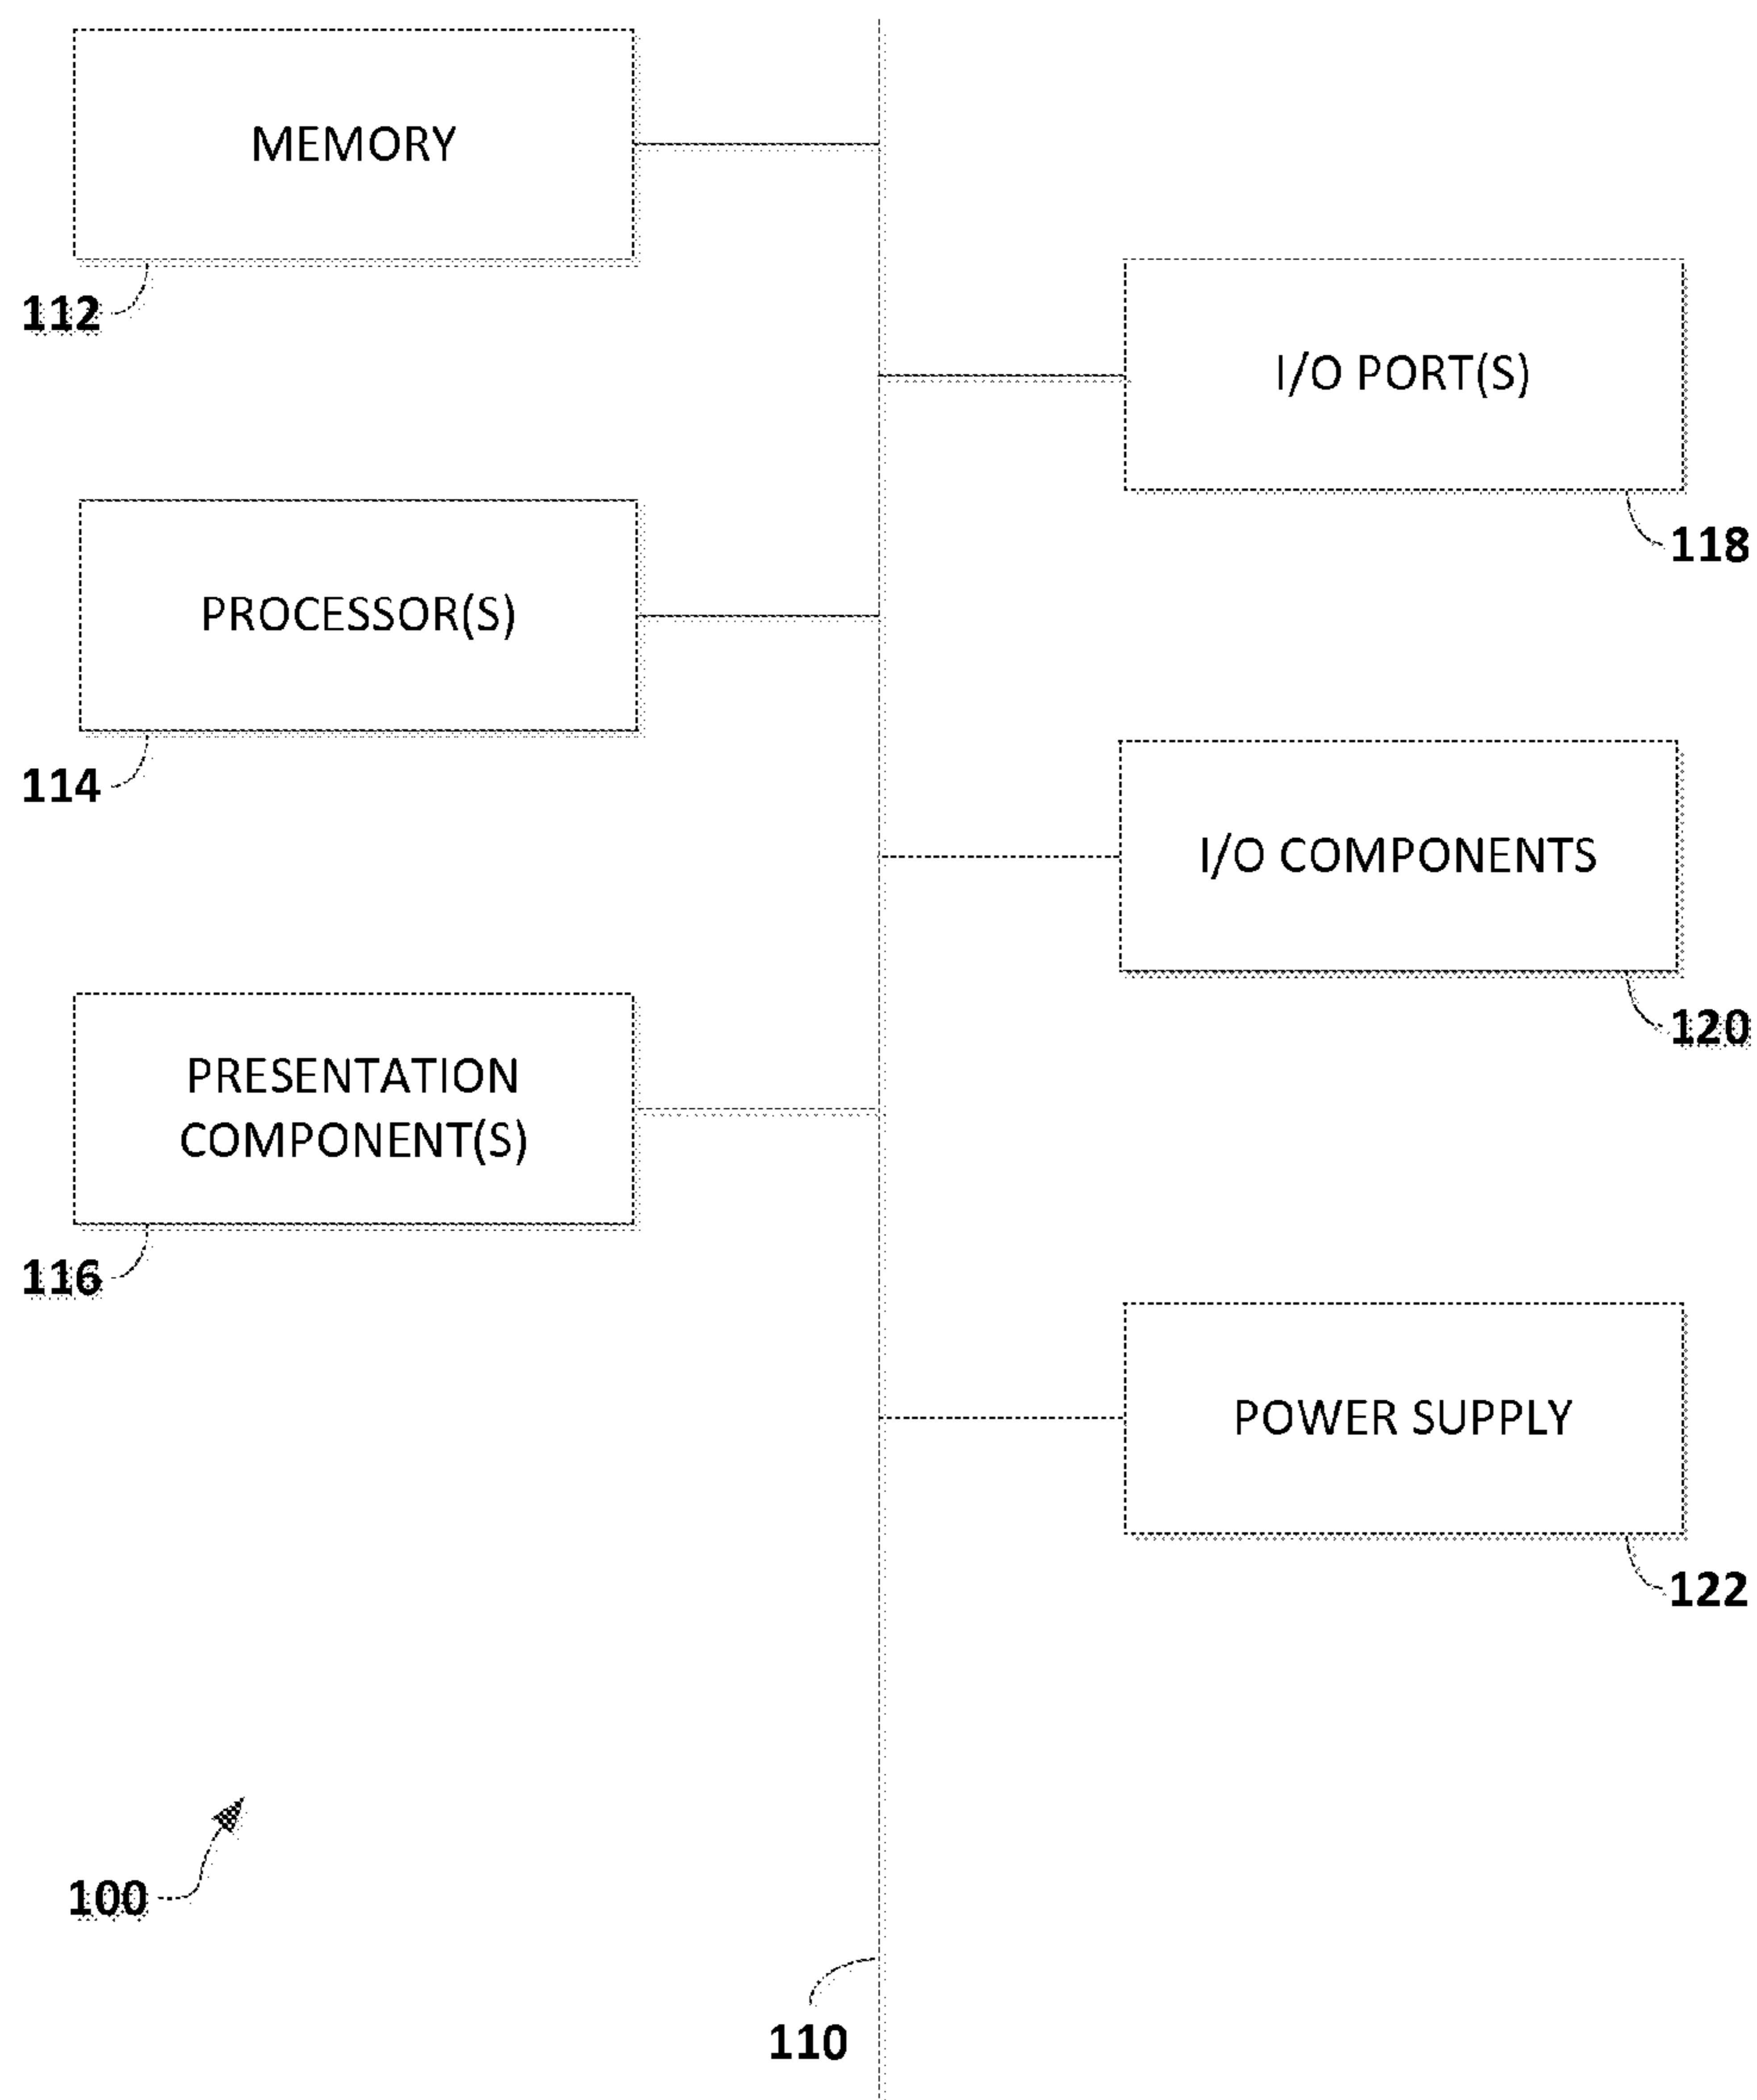 MEMORY
112
I/O PORT(S)
118
PROCESSOR(S)
114
I/O COMPONENTS
120
PRESENTATION
COMPONENT(S)
116
POWER SUPPLY
122
100
110